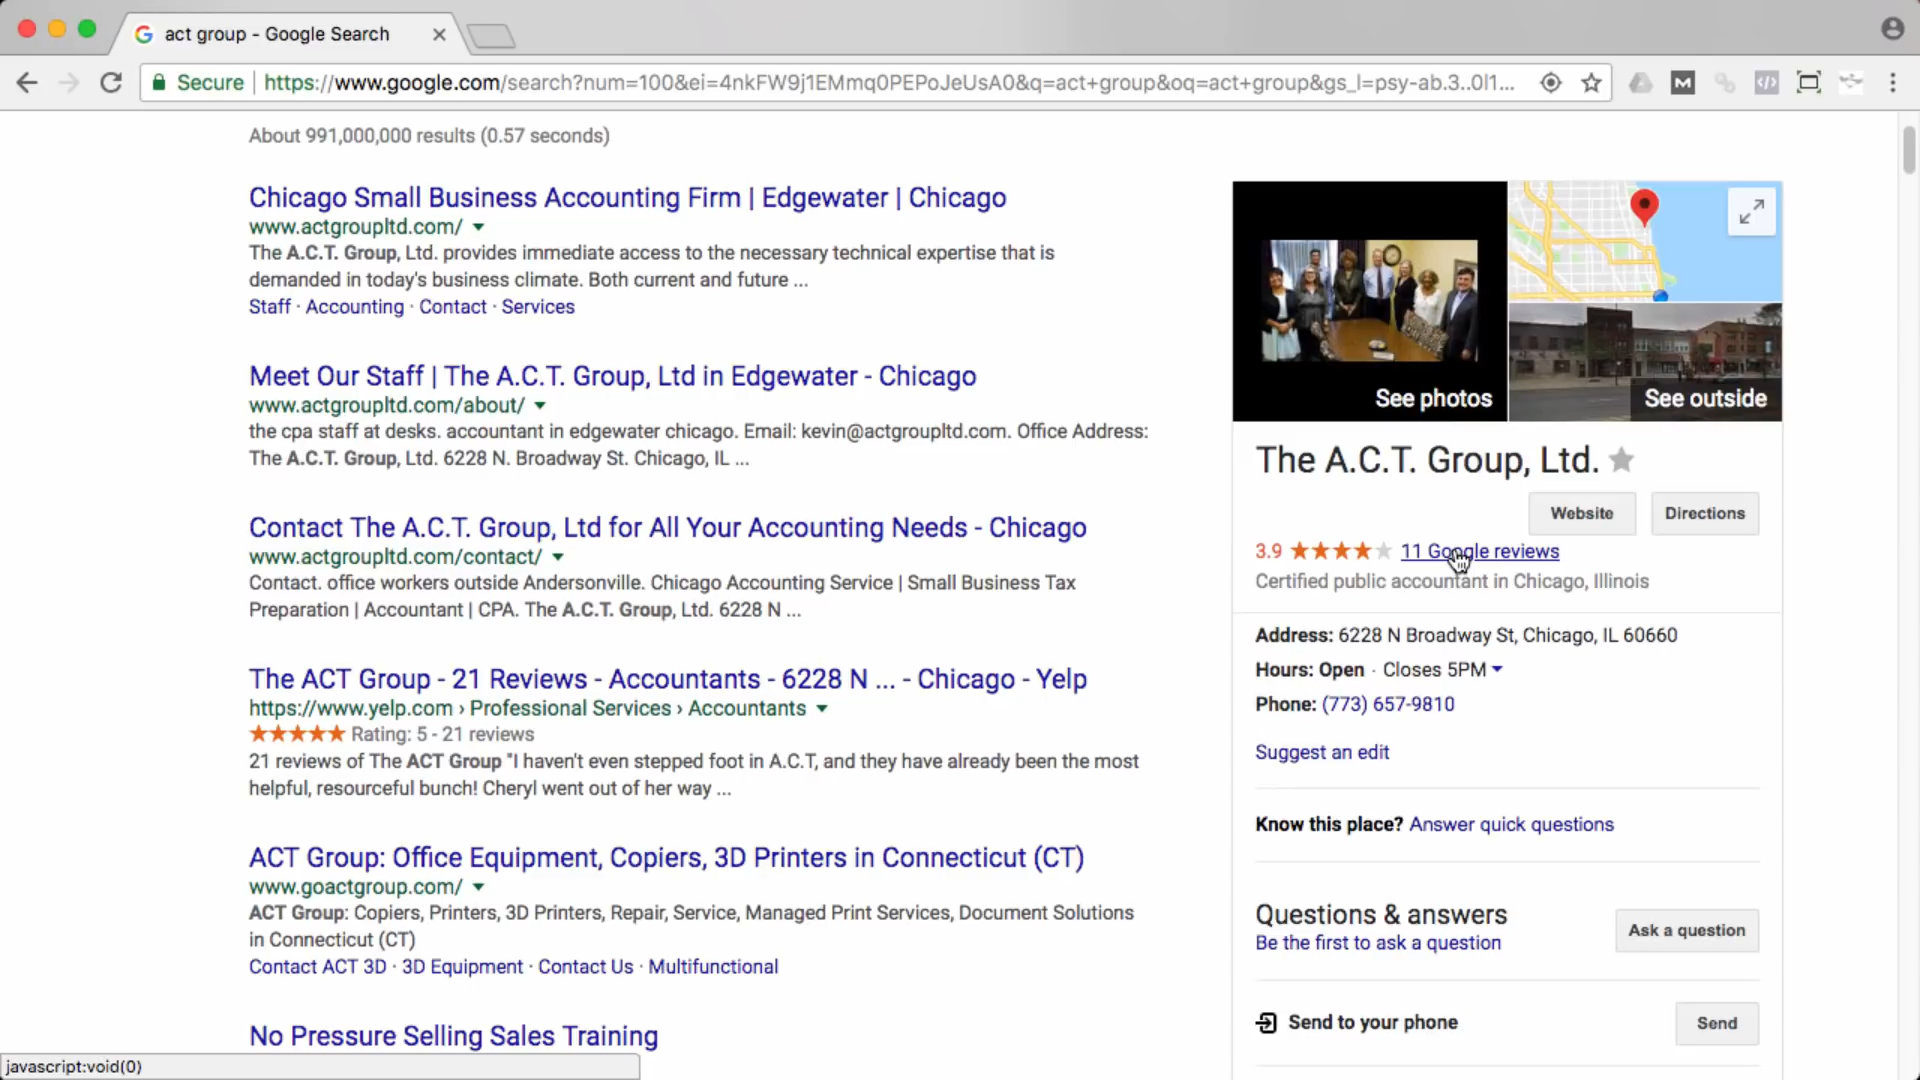 act group - Google Search
Secure https://www.google.com/search?num=100&ei=4nkFW9j1EMmq0PEPoJeUsA0&q=act+group&oq=act+group&gs_l=psy-ab.3..0l1...
About 991,000,000 results (0.57 seconds)
Chicago Small Business Accounting Firm | Edgewater | Chicago
www.actgroupltd.com/
The A.C.T. Group, Ltd. provides immediate access to the necessary technical expertise that is
demanded in today's business climate. Both current and future ...
Staff · Accounting · Contact · Services
Meet Our Staff | The A.C.T. Group, Ltd in Edgewater - Chicago
www.actgroupltd.com/about/
the cpa staff at desks. accountant in edgewater chicago. Email: kevin@actgroupltd.com. Office Address:
The A.C.T. Group, Ltd. 6228 N. Broadway St. Chicago, IL ...
Contact The A.C.T. Group, Ltd for All Your Accounting Needs - Chicago
www.actgroupltd.com/contact/
Contact. office workers outside Andersonville. Chicago Accounting Service | Small Business Tax
Preparation | Accountant | CPA. The A.C.T. Group, Ltd. 6228 N ...
The ACT Group - 21 Reviews - Accountants - 6228 N ... - Chicago - Yelp
https://www.yelp.com › Professional Services › Accountants
Rating: 5 - 21 reviews
21 reviews of The ACT Group "I haven't even stepped foot in A.C.T, and they have already been the most
helpful, resourceful bunch! Cheryl went out of her way ...
ACT Group: Office Equipment, Copiers, 3D Printers in Connecticut (CT)
www.goactgroup.com/
ACT Group: Copiers, Printers, 3D Printers, Repair, Service, Managed Print Services, Document Solutions
in Connecticut (CT)
Contact ACT 3D · 3D Equipment · Contact Us · Multifunctional
No Pressure Selling Sales Training
javascript:void(0)
See photos
See outside
The A.C.T. Group, Ltd.
Website
Directions
3.9 11 Google reviews
Certified public accountant in Chicago, Illinois
Address: 6228 N Broadway St, Chicago, IL 60660
Hours: Open · Closes 5PM
Phone: (773) 657-9810
Suggest an edit
Know this place? Answer quick questions
Questions & answers
Be the first to ask a question
Ask a question
Send to your phone
Send